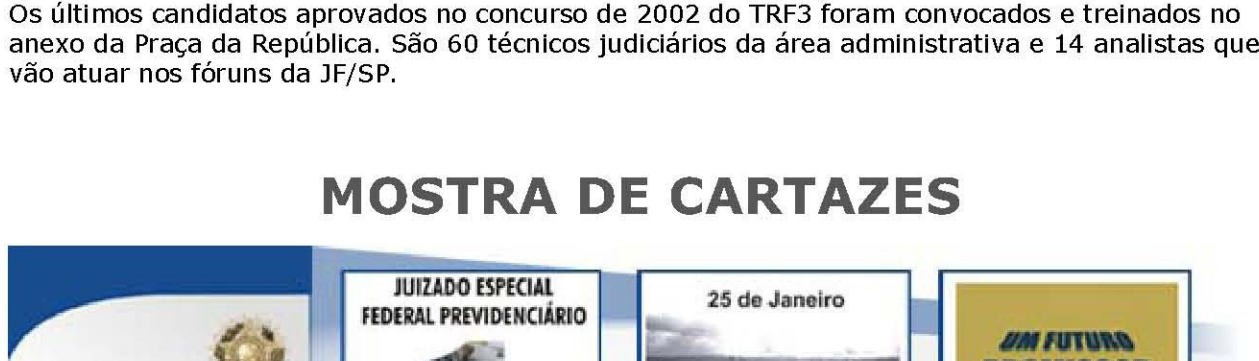 Os últimos candidatos aprovados no concurso de 2002 do TRF3 foram convocados e treinados no
anexo da Praça da República. São 60 técnicos judiciários da área administrativa e 14 analistas que
vão atuar nos fóruns da JF/SP.
MOSTRA DE CARTAZES
JUIZADO ESPECIAL
FEDERAL PREVIDENCIÁRIO
25 de Janeiro
UM FUTURO